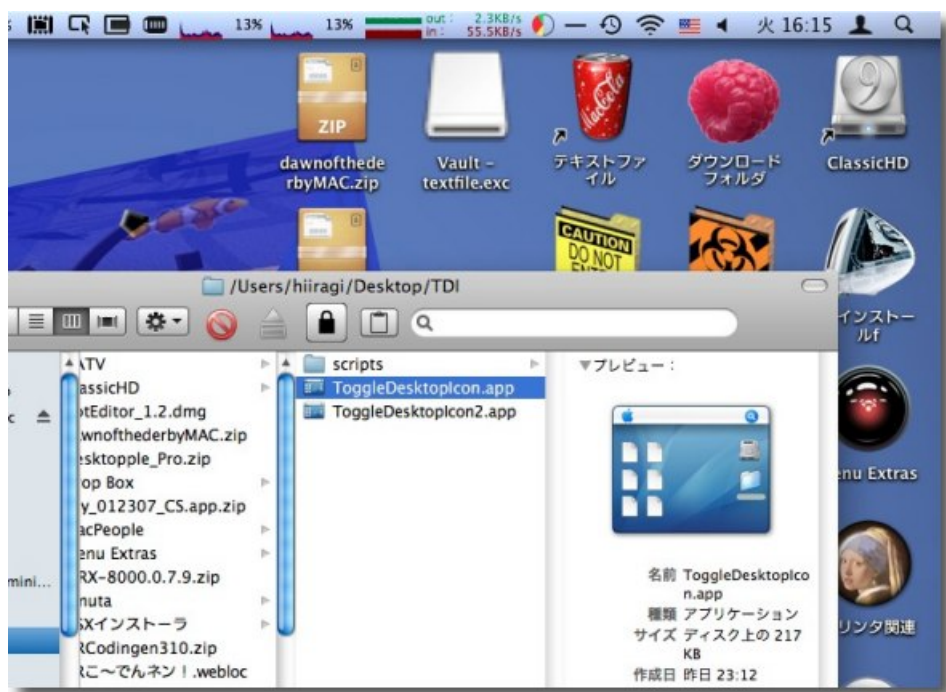 13%
13%
out : 2.3KB/s
in : 55.5KB/s
火 16:15
ZIP
dawnofthede
rbyMAC.zip
Vault –
textfile.exc
MacCola
テキストファ
イル
ダウンロード
フォルダ
9
ClassicHD
CAUTION
DO NOT
インストー
ルf
enu Extras
リンタ関連
/Users/hiiragi/Desktop/TDI
ATV
assicHD
otEditor_1.2.dmg
wnofthederbyMAC.zip
esktopple_Pro.zip
op Box
y_012307_CS.app.zip
acPeople
enu Extras
RX-8000.0.7.9.zip
nuta
SXインストーラ
RCodingen310.zip
Rこ〜でんネン！.webloc
mini...
scripts
ToggleDesktopIcon.app
ToggleDesktopIcon2.app
▼プレビュー：
名前 ToggleDesktopIco
n.app
種類 アプリケーション
サイズ ディスク上の 217
KB
作成日 昨日 23:12